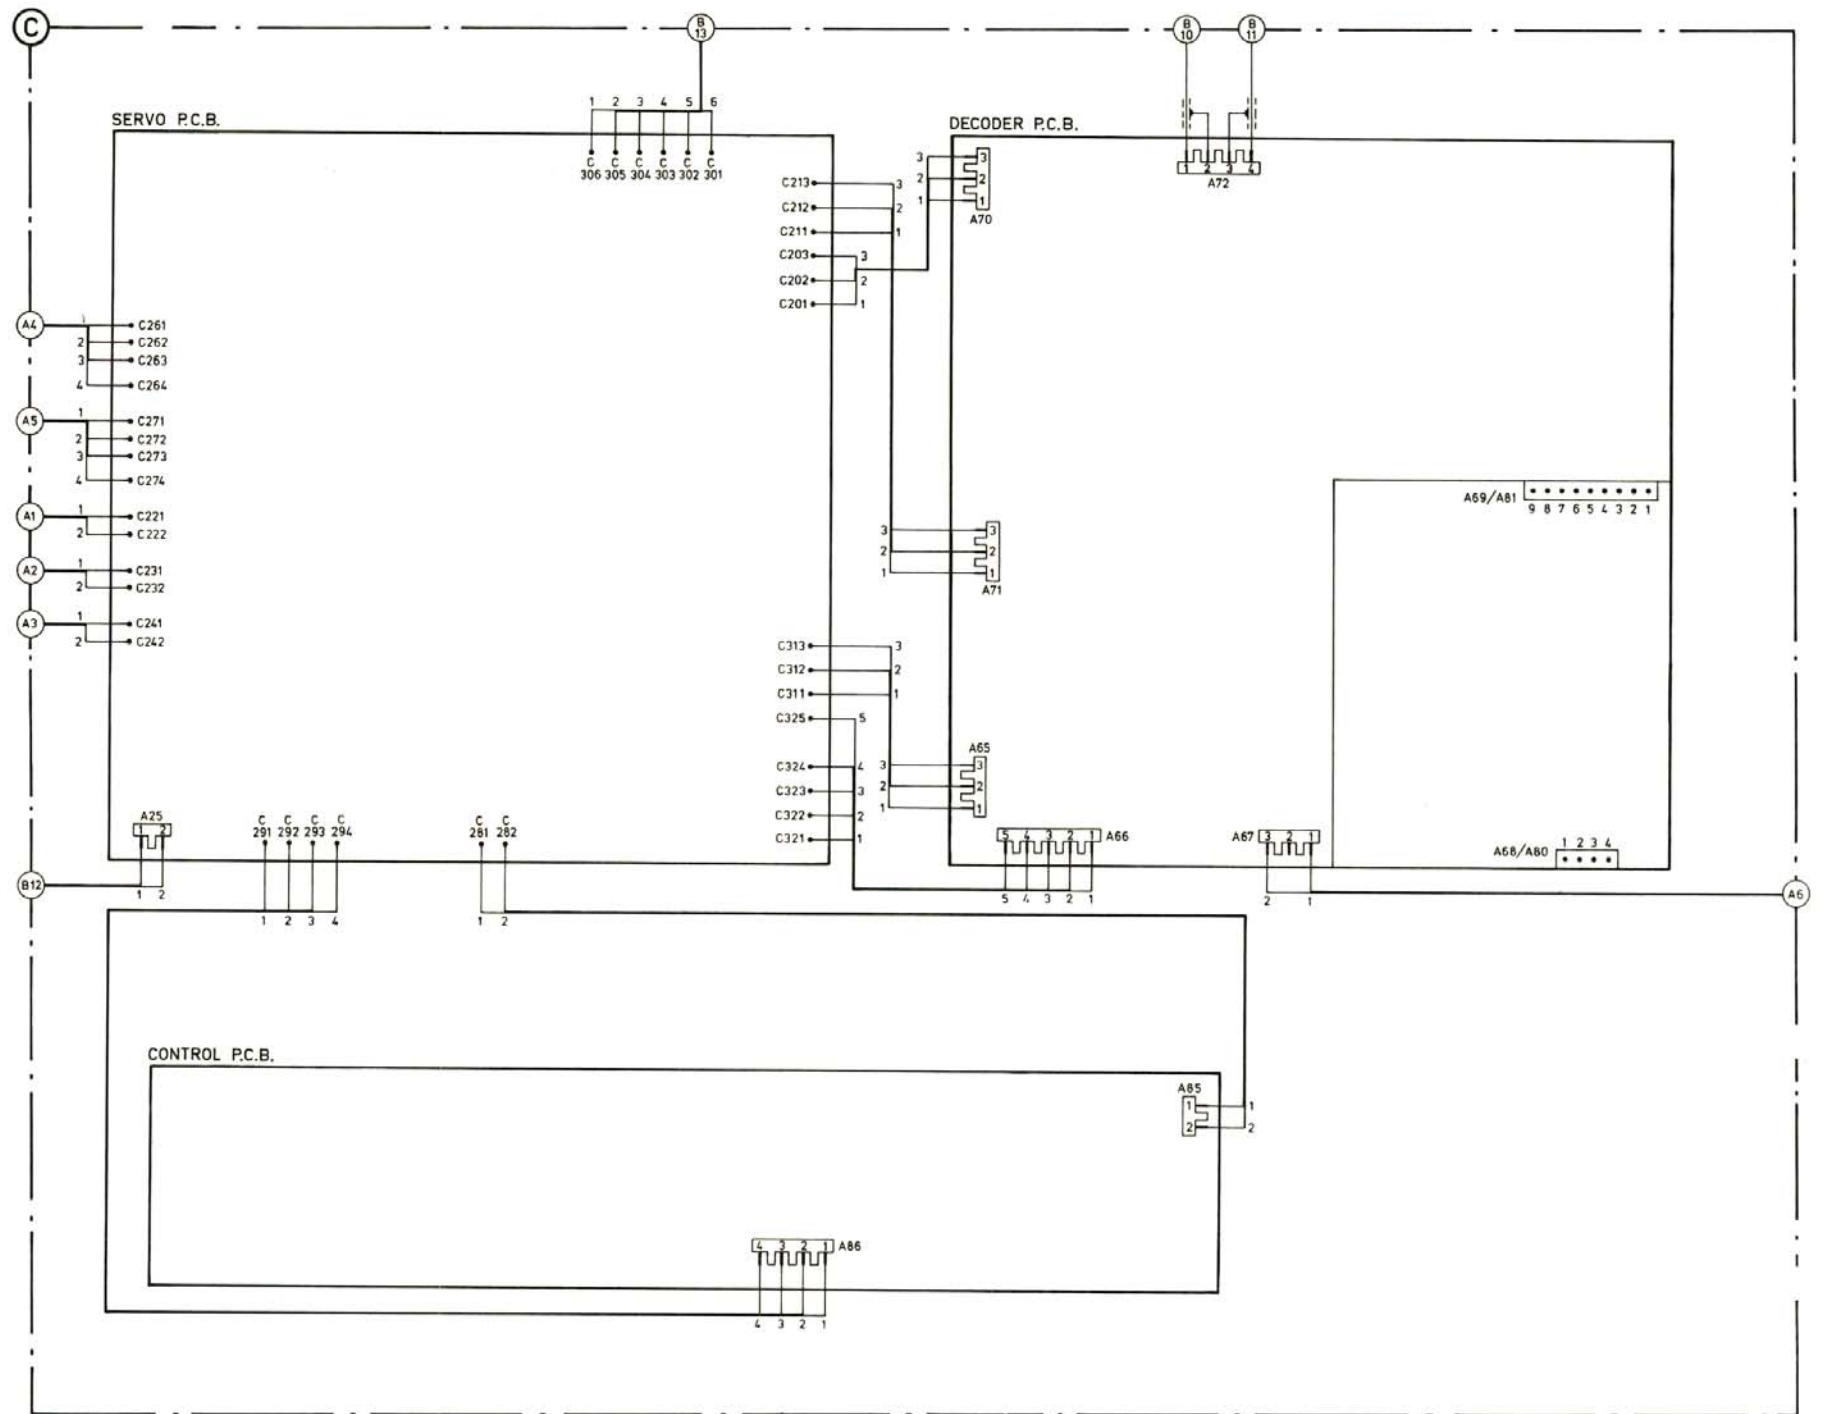 C
B
13
B
10
B
11
SERVO P.C.B.
1 2 3 4 5 6
C C C C C C
306 305 304 303 302 301
DECODER P.C.B.
1 2 3 4
A72
C213
C212
C211
C203
C202
C201
3
2
1
3
2
1
3
2
1
3
2
1
A70
A4
1
2
3
4
C261
C262
C263
C264
A5
1
2
3
4
C271
C272
C273
C274
A1
1
2
C221
C222
A2
1
2
C231
C232
A3
1
2
C241
C242
A69/A81
9 8 7 6 5 4 3 2 1
3
2
1
3
2
1
A71
C313
C312
C311
C325
C324
C323
C322
C321
3
2
1
5
4
3
2
1
A65
3
2
1
3
2
1
A25
1 2
C C C C
291 292 293 294
C C
281 282
5 4 3 2 1
A66
A67
3 2 1
A68/A80
1 2 3 4
B12
1 2
5 4 3 2 1
2 1
A6
1 2 3 4
1 2
CONTROL P.C.B.
A85
1
2
1
2
4 3 2 1
A86
4 3 2 1